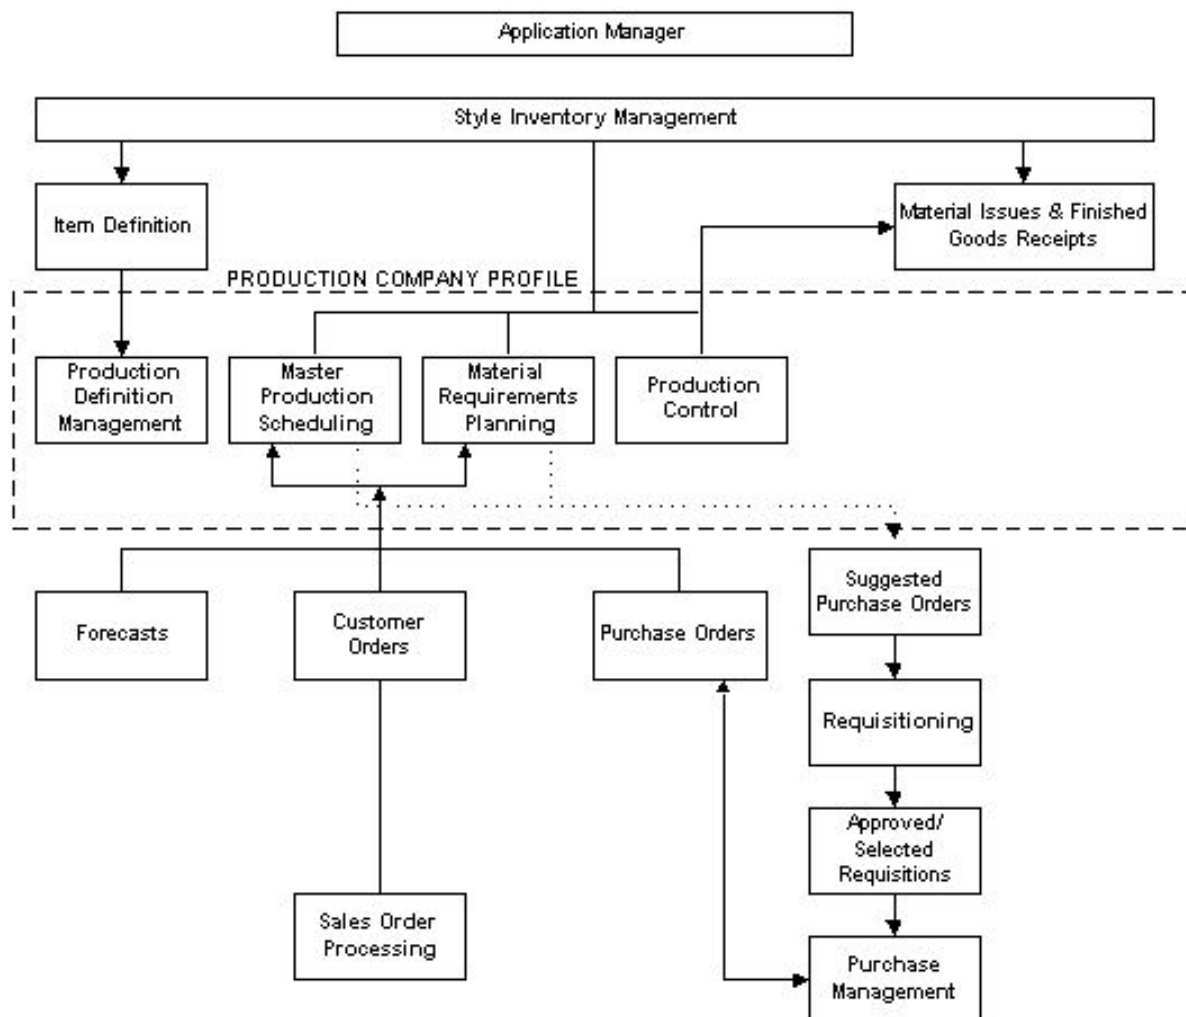 Application Manager
Style Inventory Management
Item Definition
Material Issues & Finished
Goods Receipts
PRODUCTION COMPANY PROFILE
Production
Definition
Management
Master
Production
Scheduling
Material
Requirements
Planning
Production
Control
Forecasts
Customer
Orders
Purchase Orders
Suggested
Purchase Orders
Requisitioning
Approved/
Selected
Requisitions
Sales Order
Processing
Purchase
Management